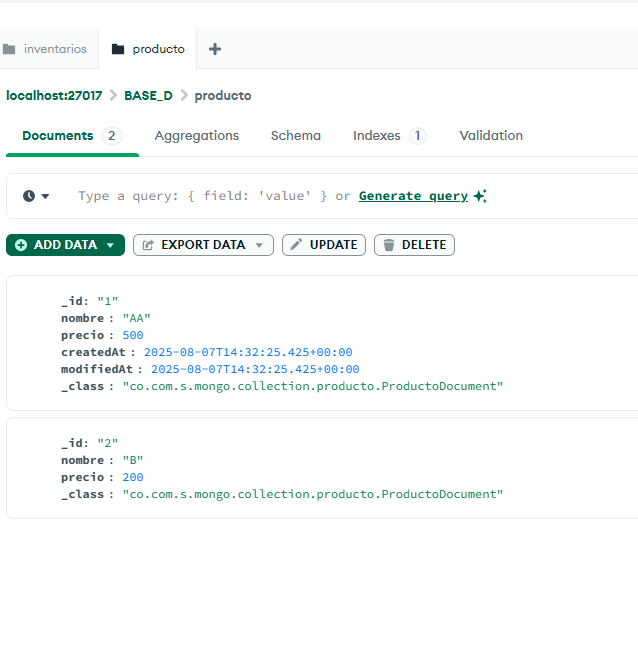 inventarios producto
localhost:27017 > BASE_D > producto
Documents 2 Aggregations Schema Indexes 1 Validation
Type a query: { field: 'value' } or Generate query
ADD DATA EXPORT DATA UPDATE DELETE
_id: "1"
nombre : "AA"
precio : 500
createdAt : 2025-08-07T14:32:25.425+00:00
modifiedAt : 2025-08-07T14:32:25.425+00:00
_class : "co.com.s.mongo.collection.producto.ProductoDocument"
_id: "2"
nombre : "B"
precio : 200
_class : "co.com.s.mongo.collection.producto.ProductoDocument"